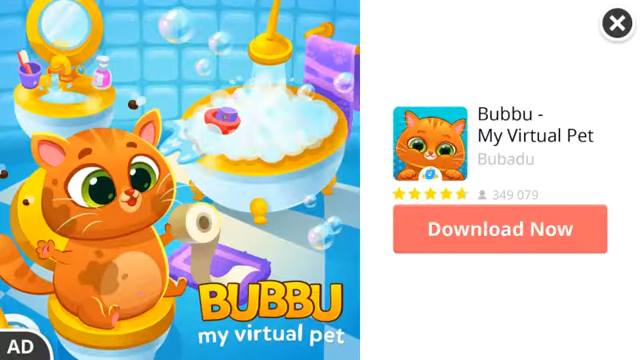 BUBBU
my virtual pet
AD
Bubbu -
My Virtual Pet
Bubadu
349 079
Download Now